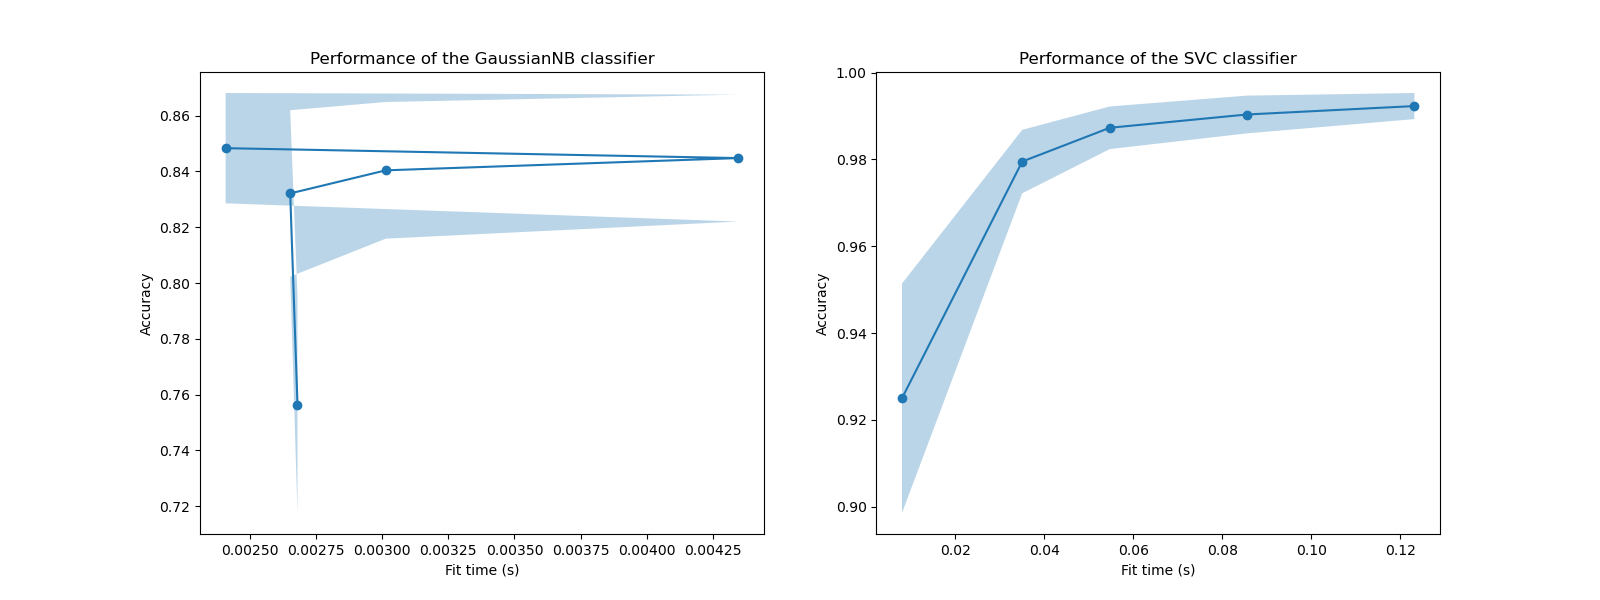 Performance of the GaussianNB classifier
Accuracy
0.86
0.84
0.82
0.80
0.78
0.76
0.74
0.72
0.00250 0.00275 0.00300 0.00325 0.00350 0.00375 0.00400 0.00425
Fit time (s)
Performance of the SVC classifier
Accuracy
1.00
0.98
0.96
0.94
0.92
0.90
0.02 0.04 0.06 0.08 0.10 0.12
Fit time (s)